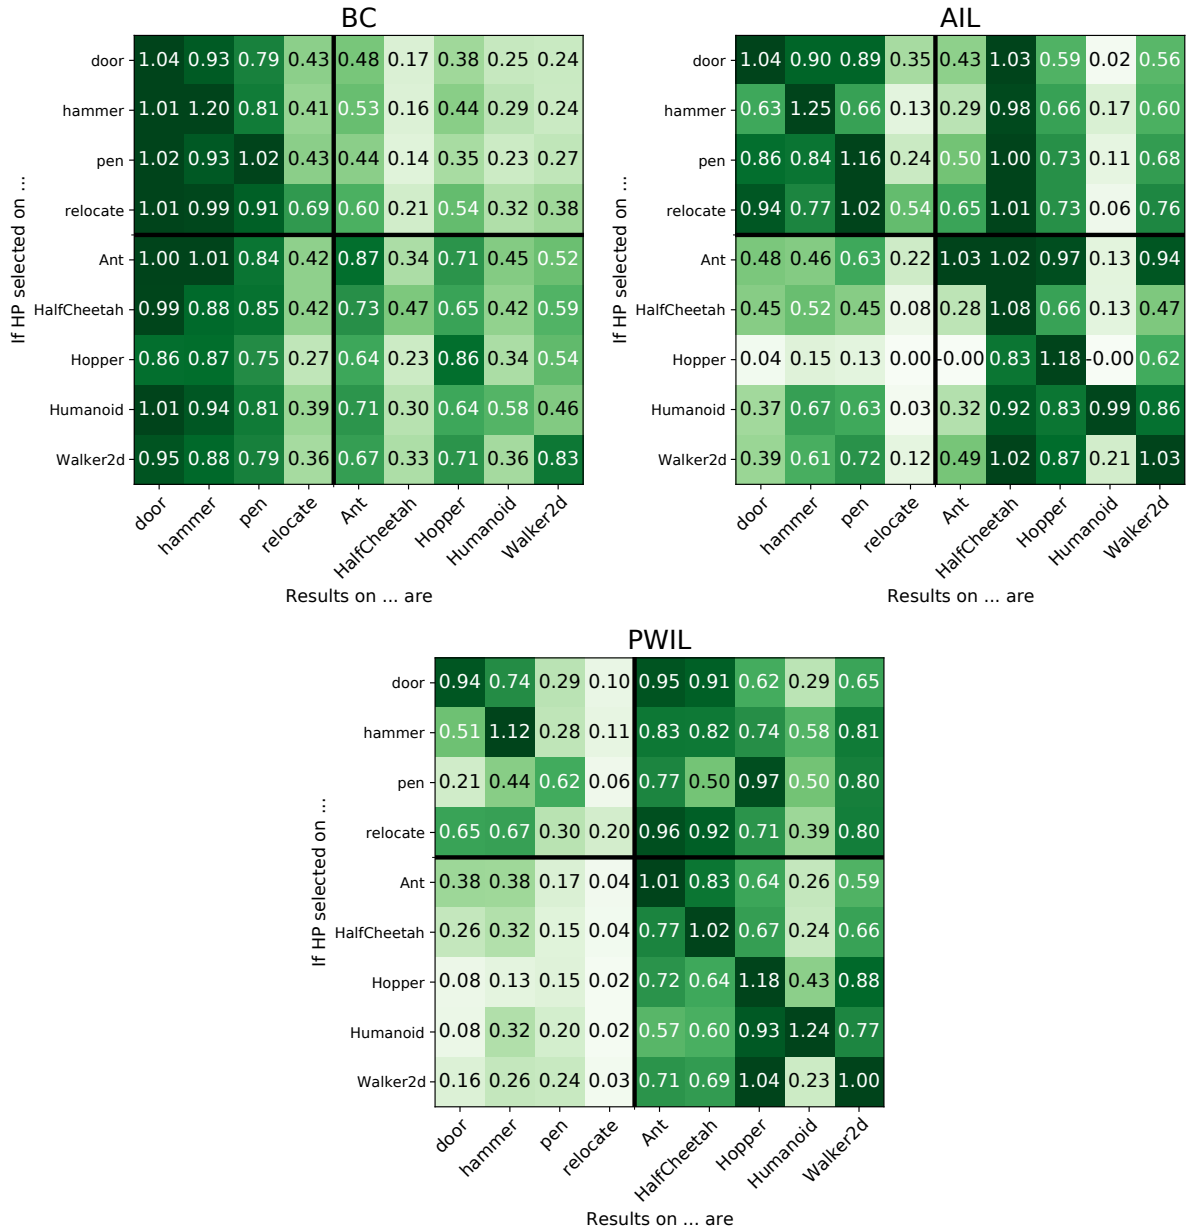 BC
If HP selected on ...
door 1.04 0.93 0.79 0.43 0.48 0.17 0.38 0.25 0.24
hammer 1.01 1.20 0.81 0.41 0.53 0.16 0.44 0.29 0.24
pen 1.02 0.93 1.02 0.43 0.44 0.14 0.35 0.23 0.27
relocate 1.01 0.99 0.91 0.69 0.60 0.21 0.54 0.32 0.38
Ant 1.00 1.01 0.84 0.42 0.87 0.34 0.71 0.45 0.52
HalfCheetah 0.99 0.88 0.85 0.42 0.73 0.47 0.65 0.42 0.59
Hopper 0.86 0.87 0.75 0.27 0.64 0.23 0.86 0.34 0.54
Humanoid 1.01 0.94 0.81 0.39 0.71 0.30 0.64 0.58 0.46
Walker2d 0.95 0.88 0.79 0.36 0.67 0.33 0.71 0.36 0.83
door hammer pen relocate Ant HalfCheetah Hopper Humanoid Walker2d
Results on ... are
AIL
If HP selected on ...
door 1.04 0.90 0.89 0.35 0.43 1.03 0.59 0.02 0.56
hammer 0.63 1.25 0.66 0.13 0.29 0.98 0.66 0.17 0.60
pen 0.86 0.84 1.16 0.24 0.50 1.00 0.73 0.11 0.68
relocate 0.94 0.77 1.02 0.54 0.65 1.01 0.73 0.06 0.76
Ant 0.48 0.46 0.63 0.22 1.03 1.02 0.97 0.13 0.94
HalfCheetah 0.45 0.52 0.45 0.08 0.28 1.08 0.66 0.13 0.47
Hopper 0.04 0.15 0.13 0.00 -0.00 0.83 1.18 -0.00 0.62
Humanoid 0.37 0.67 0.63 0.03 0.32 0.92 0.83 0.99 0.86
Walker2d 0.39 0.61 0.72 0.12 0.49 1.02 0.87 0.21 1.03
door hammer pen relocate Ant HalfCheetah Hopper Humanoid Walker2d
Results on ... are
PWIL
If HP selected on ...
door 0.94 0.74 0.29 0.10 0.95 0.91 0.62 0.29 0.65
hammer 0.51 1.12 0.28 0.11 0.83 0.82 0.74 0.58 0.81
pen 0.21 0.44 0.62 0.06 0.77 0.50 0.97 0.50 0.80
relocate 0.65 0.67 0.30 0.20 0.96 0.92 0.71 0.39 0.80
Ant 0.38 0.38 0.17 0.04 1.01 0.83 0.64 0.26 0.59
HalfCheetah 0.26 0.32 0.15 0.04 0.77 1.02 0.67 0.24 0.66
Hopper 0.08 0.13 0.15 0.02 0.72 0.64 1.18 0.43 0.88
Humanoid 0.08 0.32 0.20 0.02 0.57 0.60 0.93 1.24 0.77
Walker2d 0.16 0.26 0.24 0.03 0.71 0.69 1.04 0.23 1.00
door hammer pen relocate Ant HalfCheetah Hopper Humanoid Walker2d
Results on ... are